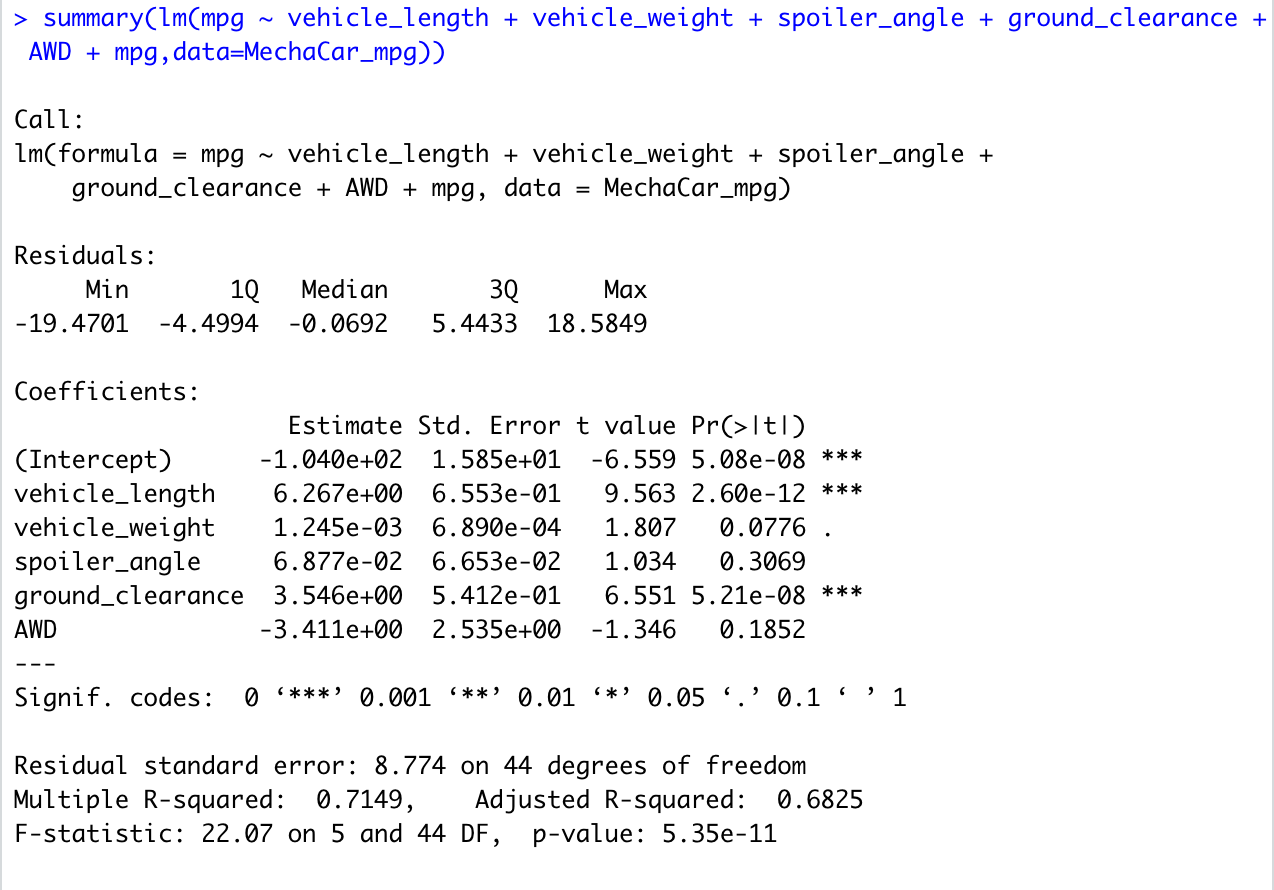 > summary(lm(mpg ~ vehicle_length + vehicle_weight + spoiler_angle + ground_clearance +
 AWD + mpg,data=MechaCar_mpg))

Call:
lm(formula = mpg ~ vehicle_length + vehicle_weight + spoiler_angle +
    ground_clearance + AWD + mpg, data = MechaCar_mpg)

Residuals:
     Min       1Q   Median       3Q      Max
-19.4701  -4.4994  -0.0692   5.4433  18.5849

Coefficients:
                   Estimate Std. Error t value Pr(>|t|)
(Intercept)      -1.040e+02  1.585e+01  -6.559 5.08e-08 ***
vehicle_length    6.267e+00  6.553e-01   9.563 2.60e-12 ***
vehicle_weight    1.245e-03  6.890e-04   1.807   0.0776 .
spoiler_angle     6.877e-02  6.653e-02   1.034   0.3069
ground_clearance  3.546e+00  5.412e-01   6.551 5.21e-08 ***
AWD              -3.411e+00  2.535e+00  -1.346   0.1852
---
Signif. codes:  0 ‘***’ 0.001 ‘**’ 0.01 ‘*’ 0.05 ‘.’ 0.1 ‘ ’ 1

Residual standard error: 8.774 on 44 degrees of freedom
Multiple R-squared:  0.7149,    Adjusted R-squared:  0.6825
F-statistic: 22.07 on 5 and 44 DF,  p-value: 5.35e-11